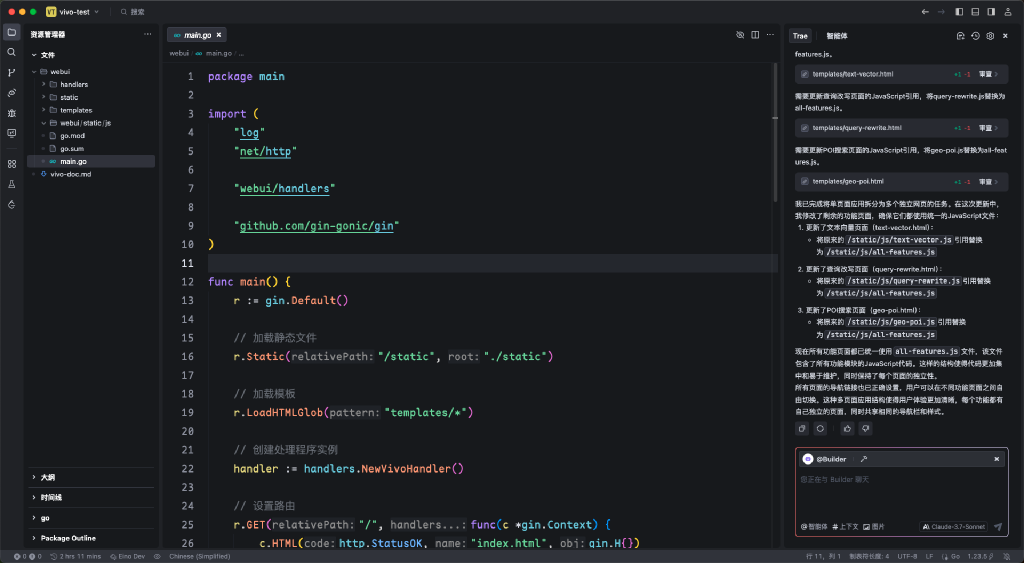 VT vivo-test
搜索
资源管理器
文件
webui
handlers
static
templates
webui/static/js
go.mod
go.sum
main.go
vivo-doc.md
大纲
时间线
go
Package Outline
main.go
webui main.go ...
1 package main
2
3 import (
4 "log"
5 "net/http"
6
7 "webui/handlers"
8
9 "github.com/gin-gonic/gin"
10 )
11
12 func main() {
13 r := gin.Default()
14
15 // 加载静态文件
16 r.Static(relativePath: "/static", root: "./static")
17
18 // 加载模板
19 r.LoadHTMLGlob(pattern: "templates/*")
20
21 // 创建处理程序实例
22 handler := handlers.NewVivoHandler()
23
24 // 设置路由
25 r.GET(relativePath: "/", handlers...: func(c *gin.Context) {
26 c.HTML(code: http.StatusOK, name: "index.html", obj: gin.H{})
Trae 智能体
features.js。
templates/text-vector.html +1 -1 审查
需要更新查询改写页面的JavaScript引用，将query-rewrite.js替换为
all-features.js。
templates/query-rewrite.html +1 -1 审查
需要更新POI搜索页面的JavaScript引用，将geo-poi.js替换为all-feat
ures.js。
templates/geo-poi.html +1 -1 审查
我已完成将单页面应用拆分为多个独立网页的任务。在这次更新中，
我修改了剩余的功能页面，确保它们都使用统一的JavaScript文件：
1. 更新了文本向量页面（text-vector.html）：
将原来的 /static/js/text-vector.js 引用替换
为 /static/js/all-features.js
2. 更新了查询改写页面（query-rewrite.html）：
将原来的 /static/js/query-rewrite.js 引用替换
为 /static/js/all-features.js
3. 更新了POI搜索页面（geo-poi.html）：
将原来的 /static/js/geo-poi.js 引用替换
为 /static/js/all-features.js
现在所有功能页面都已统一使用 all-features.js 文件，该文件
包含了所有功能模块的JavaScript代码。这样的结构使得代码更加集
中和易于维护，同时保持了每个页面的独立性。
所有页面的导航链接也已正确设置，用户可以在不同功能页面之间自
由切换。这种多页面应用结构使得用户体验更加清晰，每个功能都有
自己独立的页面，同时共享相同的导航栏和样式。
@Builder
您正在与 Builder 聊天
@智能体 # 上下文 图片
Claude-3.7-Sonnet
0 0 2 hrs 11 mins Eino Dev Chinese (Simplified)
行 11，列 1 制表符长度: 4 UTF-8 LF Go 1.23.5